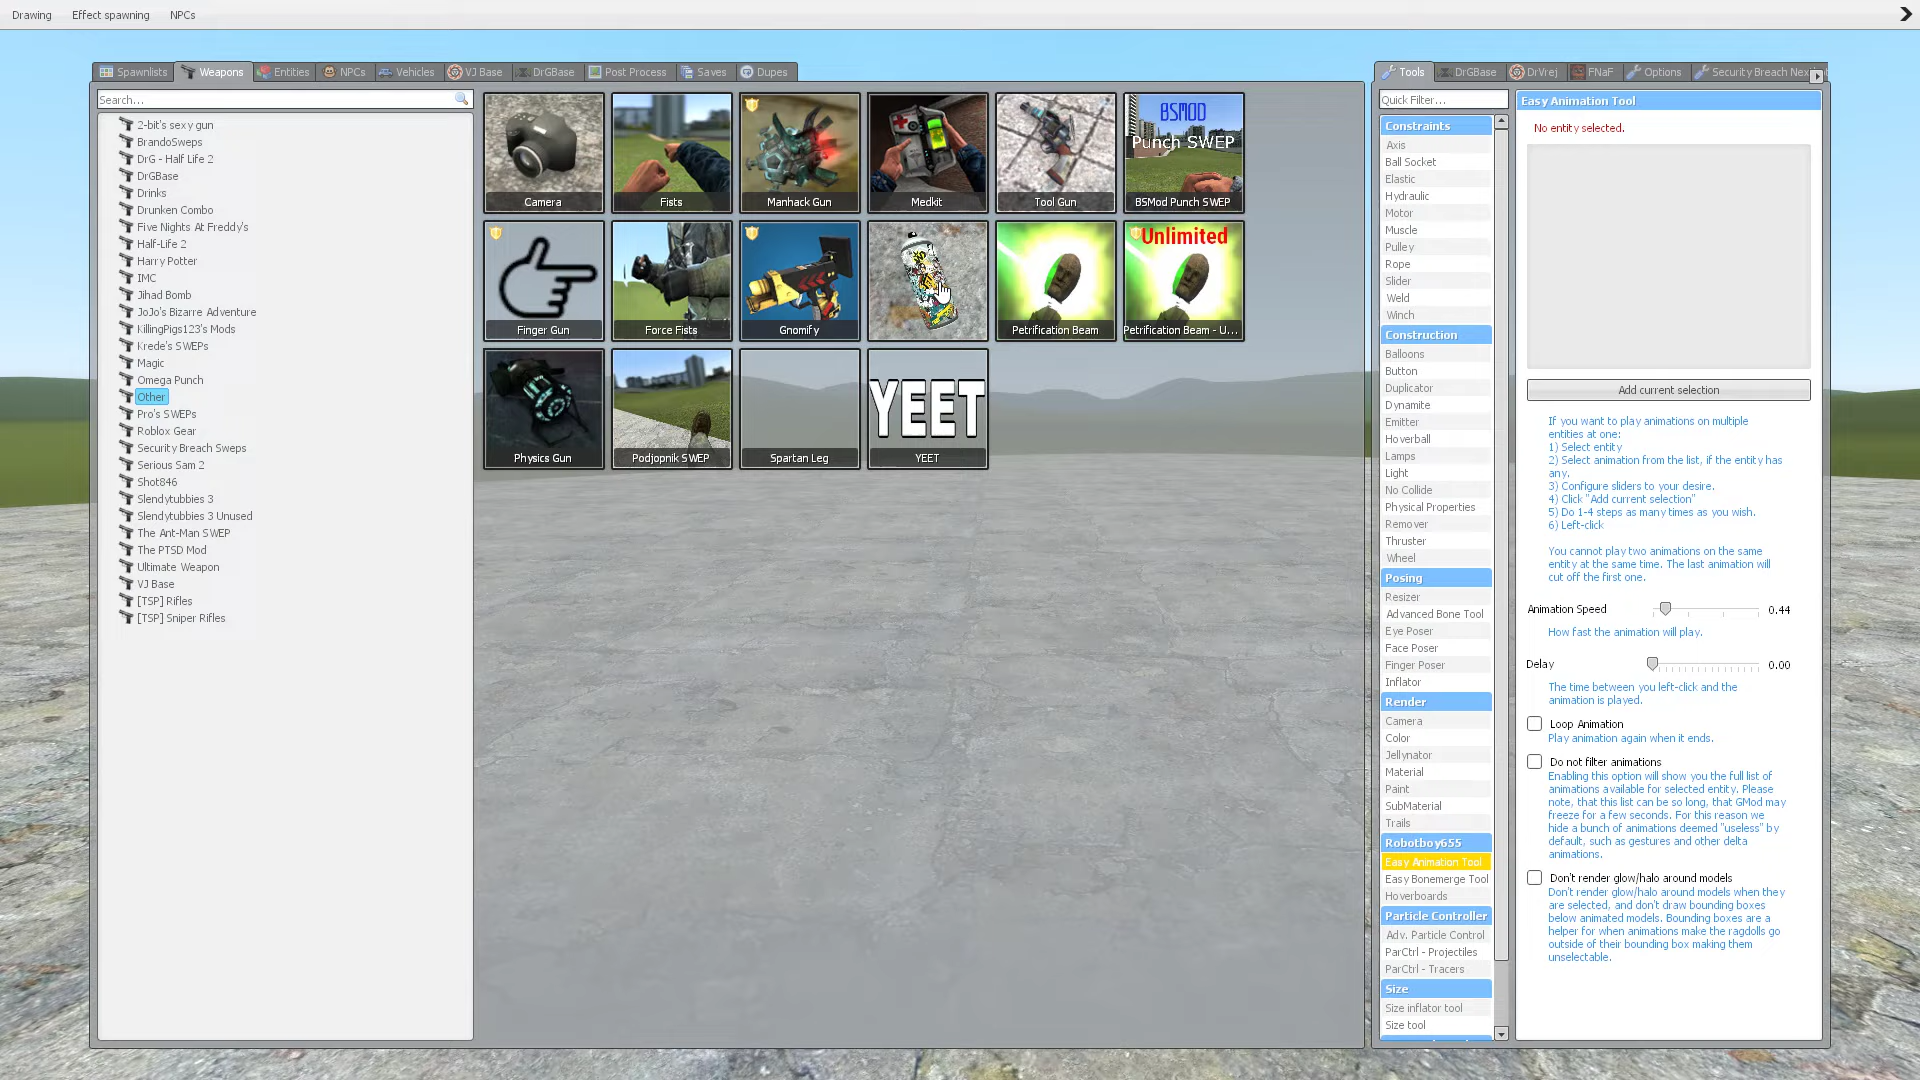 Drawing
Effect spawning
NPCs
Spawnlists
Weapons
Entities
NPCs
Vehicles
VJ Base
DrGBase
Post Process
Saves
Dupes
Search...
2-bit's sexy gun
BrandoSweps
DrG - Half Life 2
DrGBase
Drinks
Drunken Combo
Five Nights At Freddy's
Half-Life 2
Harry Potter
IMC
Jihad Bomb
JoJo's Bizarre Adventure
KillingPigs123's Mods
Krede's SWEPs
Magic
Omega Punch
Other
Pro's SWEPs
Roblox Gear
Security Breach Sweps
Serious Sam 2
Shot846
Slendytubbies 3
Slendytubbies 3 Unused
The Ant-Man SWEP
The PTSD Mod
Ultimate Weapon
VJ Base
[TSP] Rifles
[TSP] Sniper Rifles
Camera
Fists
Manhack Gun
Medkit
Tool Gun
BSMOD
Punch SWEP
BSMod Punch SWEP
Finger Gun
Force Fists
Gnomify
Petrification Beam
Unlimited
Petrification Beam - U...
Physics Gun
Podjopnik SWEP
Spartan Leg
YEET
YEET
Tools
DrGBase
DrVrej
FNaF
Options
Security Breach Nex
Quick Filter...
Constraints
Axis
Ball Socket
Elastic
Hydraulic
Motor
Muscle
Pulley
Rope
Slider
Weld
Winch
Construction
Balloons
Button
Duplicator
Dynamite
Emitter
Hoverball
Lamps
Light
No Collide
Physical Properties
Remover
Thruster
Wheel
Posing
Resizer
Advanced Bone Tool
Eye Poser
Face Poser
Finger Poser
Inflator
Render
Camera
Color
Jellynator
Material
Paint
SubMaterial
Trails
Robotboy655
Easy Animation Tool
Easy Bonemerge Tool
Hoverboards
Particle Controller
Adv. Particle Control
ParCtrl - Projectiles
ParCtrl - Tracers
Size
Size inflator tool
Size tool
Easy Animation Tool
No entity selected.
Add current selection
If you want to play animations on multiple
entities at one:
1) Select entity
2) Select animation from the list, if the entity has
any.
3) Configure sliders to your desire.
4) Click "Add current selection"
5) Do 1-4 steps as many times as you wish.
6) Left-click
You cannot play two animations on the same
entity at the same time. The last animation will
cut off the first one.
Animation Speed 0.44
How fast the animation will play.
Delay 0.00
The time between you left-click and the
animation is played.
Loop Animation
Play animation again when it ends.
Do not filter animations
Enabling this option will show you the full list of
animations available for selected entity. Please
note, that this list can be so long, that GMod may
freeze for a few seconds. For this reason we
hide a bunch of animations deemed "useless" by
default, such as gestures and other delta
animations.
Don't render glow/halo around models
Don't render glow/halo around models when they
are selected, and don't draw bounding boxes
below animated models. Bounding boxes are a
helper for when animations make the ragdolls go
outside of their bounding box making them
unselectable.